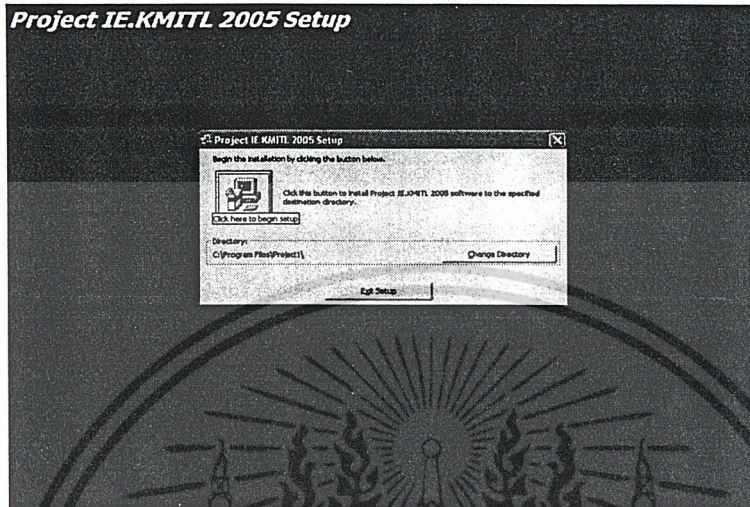 Project IE.KMITL 2005 Setup
Project IE KMITL 2005 Setup
Begin the installation by clicking the button below.
Click this button to install Project IE.KMITL 2005 software to the specified
destination directory.
Click here to begin setup
Directory:
C:\Program Files\Project1\
Change Directory
Exit Setup